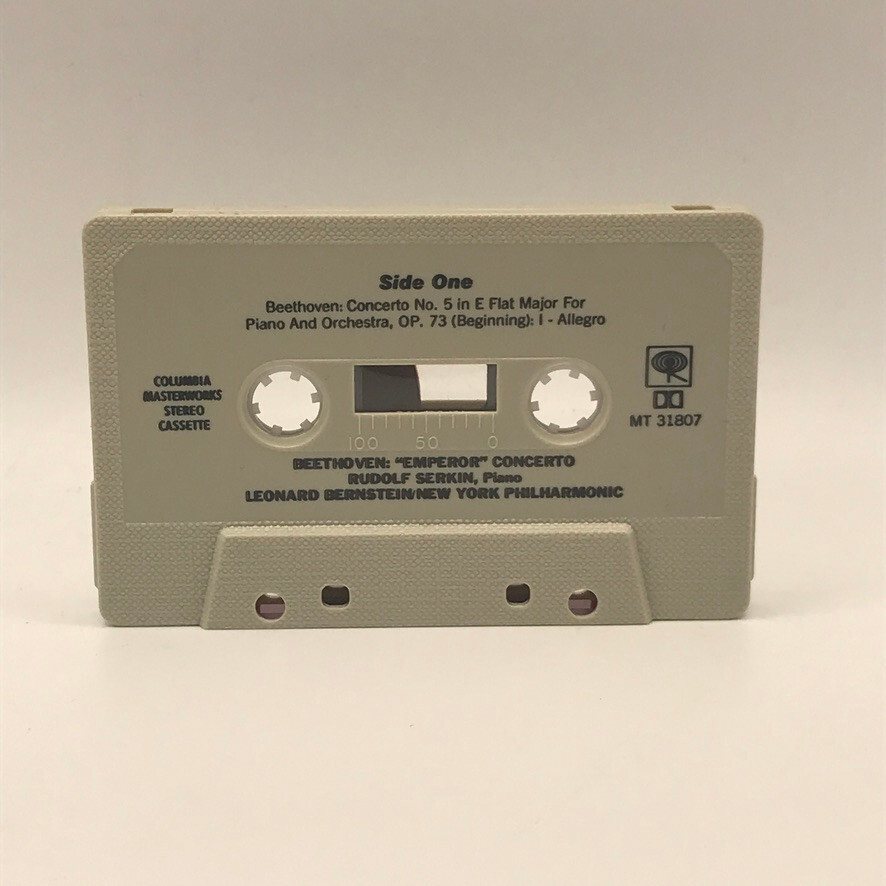 Side One
Beethoven: Concerto No. 5 in E Flat Major For
Piano And Orchestra, OP. 73 (Beginning): I - Allegro
COLUMBIA
MASTERWORKS
STEREO
CASSETTE
MT 31807
100 50 0
BEETHOVEN: "EMPEROR" CONCERTO
RUDOLF SERKIN, Piano
LEONARD BERNSTEIN/NEW YORK PHILHARMONIC